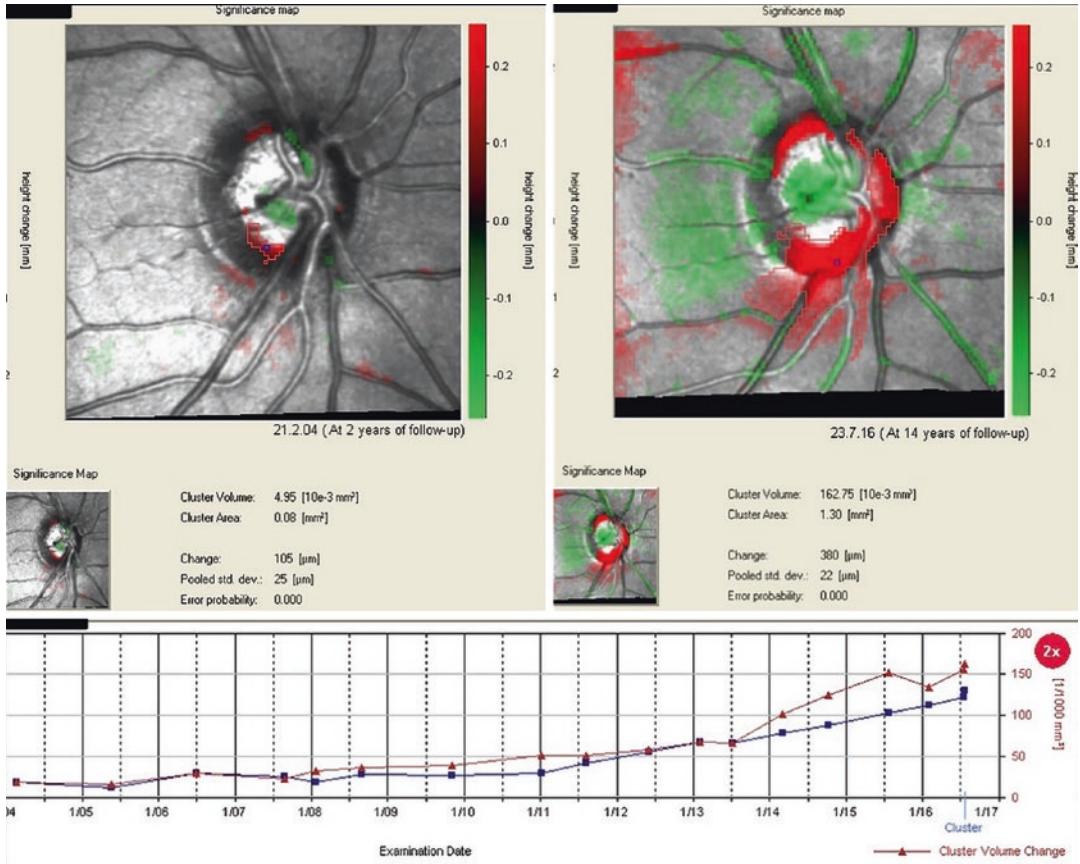 Significance map
0.2
0.1
0.0
-0.1
-0.2
height change [mm]
height change [mm]
21.2.04 (At 2 years of follow-up)
Significance Map
Cluster Volume: 4.95 [10e-3 mm³]
Cluster Area: 0.08 [mm²]
Change: 105 [µm]
Pooled std. dev.: 25 [µm]
Error probability: 0.000
Significance map
0.2
0.1
0.0
-0.1
-0.2
height change [mm]
height change [mm]
23.7.16 (At 14 years of follow-up)
Significance Map
Cluster Volume: 162.75 [10e-3 mm³]
Cluster Area: 1.30 [mm²]
Change: 380 [µm]
Pooled std. dev.: 22 [µm]
Error probability: 0.000
200
150
100
50
0
2x
[1/1000 mm³]
04 1/05 1/06 1/07 1/08 1/09 1/10 1/11 1/12 1/13 1/14 1/15 1/16 1/17
Cluster
Examination Date
Cluster Volume Change